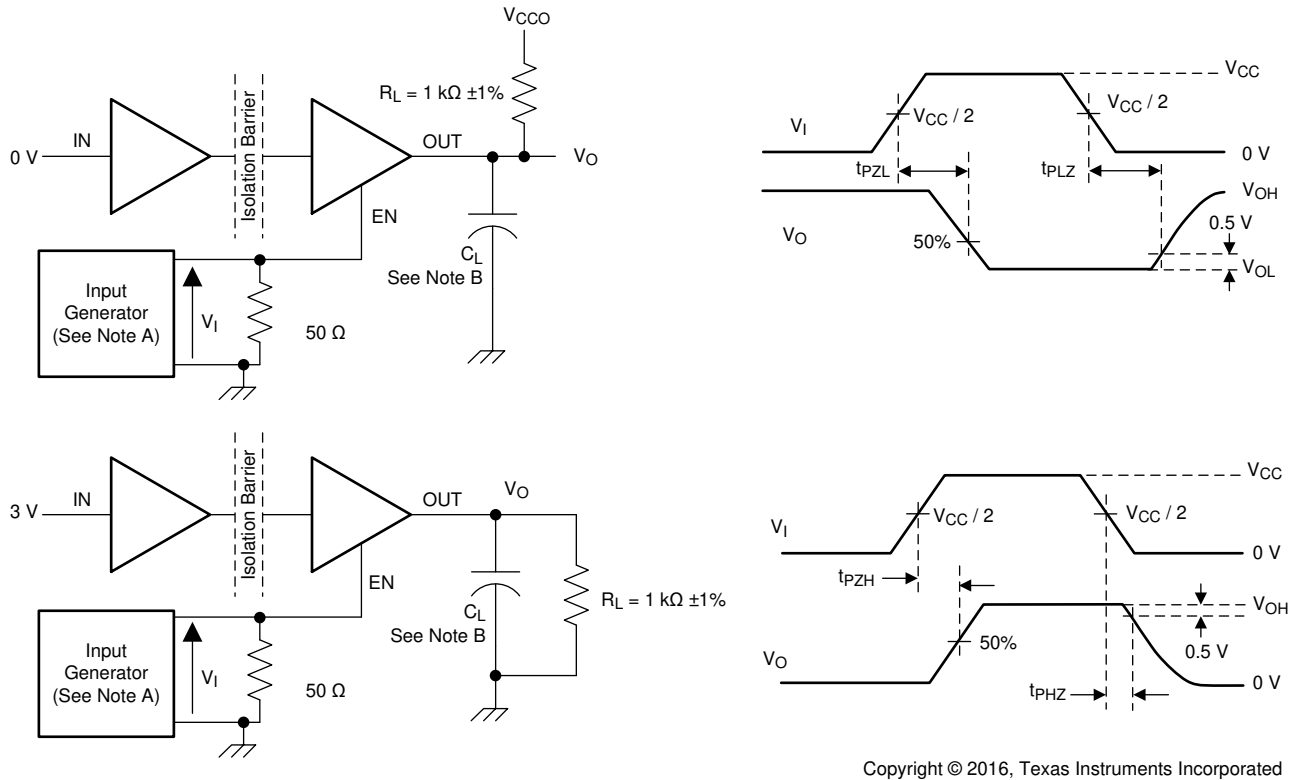 VCCO
RL = 1 kΩ ±1%
Isolation Barrier
0 V
IN
OUT
VO
EN
CL
See Note B
Input
Generator
(See Note A)
VI
50 Ω
VCC
VCC / 2
VCC / 2
VI
0 V
tPZL
tPLZ
VOH
0.5 V
VO
50%
VOL
Isolation Barrier
3 V
IN
OUT
VO
EN
CL
See Note B
RL = 1 kΩ ±1%
Input
Generator
(See Note A)
VI
50 Ω
VCC
VCC / 2
VCC / 2
VI
0 V
tPZH
VOH
0.5 V
50%
VO
0 V
tPHZ
Copyright © 2016, Texas Instruments Incorporated